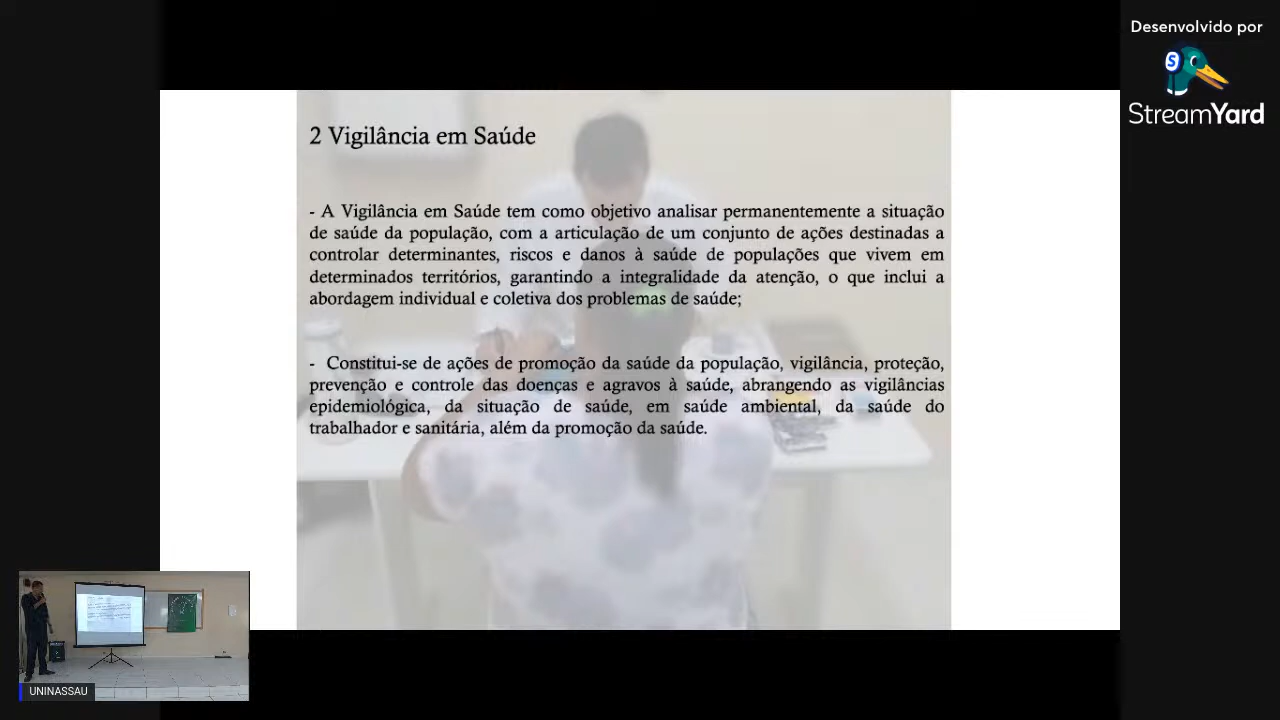 Desenvolvido por
StreamYard
2 Vigilância em Saúde
- A Vigilância em Saúde tem como objetivo analisar permanentemente a situação
de saúde da população, com a articulação de um conjunto de ações destinadas a
controlar determinantes, riscos e danos à saúde de populações que vivem em
determinados territórios, garantindo a integralidade da atenção, o que inclui a
abordagem individual e coletiva dos problemas de saúde;
- Constitui-se de ações de promoção da saúde da população, vigilância, proteção,
prevenção e controle das doenças e agravos à saúde, abrangendo as vigilâncias
epidemiológica, da situação de saúde, em saúde ambiental, da saúde do
trabalhador e sanitária, além da promoção da saúde.
UNINASSAU